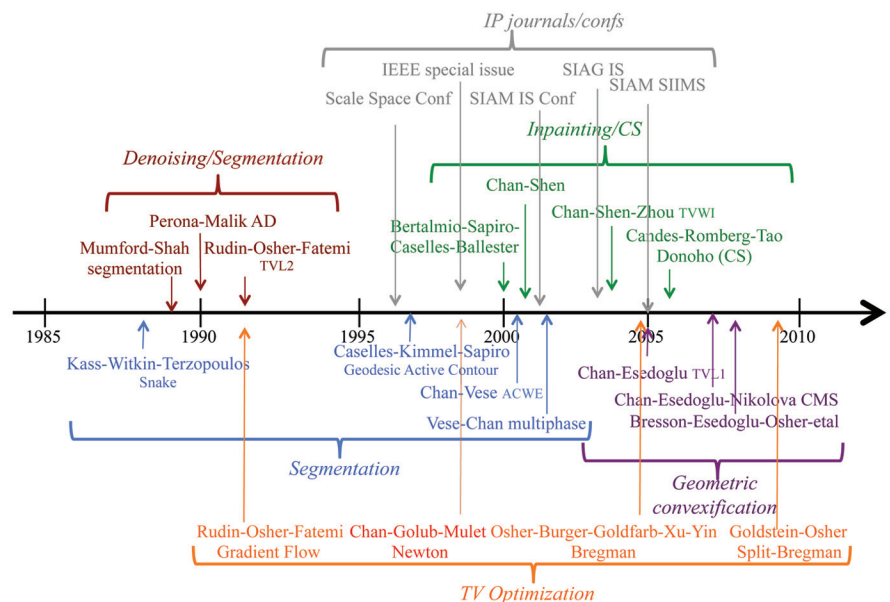 IP journals/confs
IEEE special issue
SIAG IS
Scale Space Conf
SIAM IS Conf
SIAM SIIMS
Inpainting/CS
Denoising/Segmentation
Chan-Shen
Perona-Malik AD
Chan-Shen-Zhou TVWI
Bertalmio-Sapiro-
Caselles-Ballester
Candes-Romberg-Tao
Donoho (CS)
Mumford-Shah
segmentation
Rudin-Osher-Fatemi
TVL2
1985
1990
1995
2000
2005
2010
Kass-Witkin-Terzopoulos
Snake
Caselles-Kimmel-Sapiro
Geodesic Active Contour
Chan-Vese ACWE
Vese-Chan multiphase
Chan-Esedoglu TVL1
Chan-Esedoglu-Nikolova CMS
Bresson-Esedoglu-Osher-etal
Segmentation
Geometric
convexification
Rudin-Osher-Fatemi
Gradient Flow
Chan-Golub-Mulet
Newton
Osher-Burger-Goldfarb-Xu-Yin
Bregman
Goldstein-Osher
Split-Bregman
TV Optimization